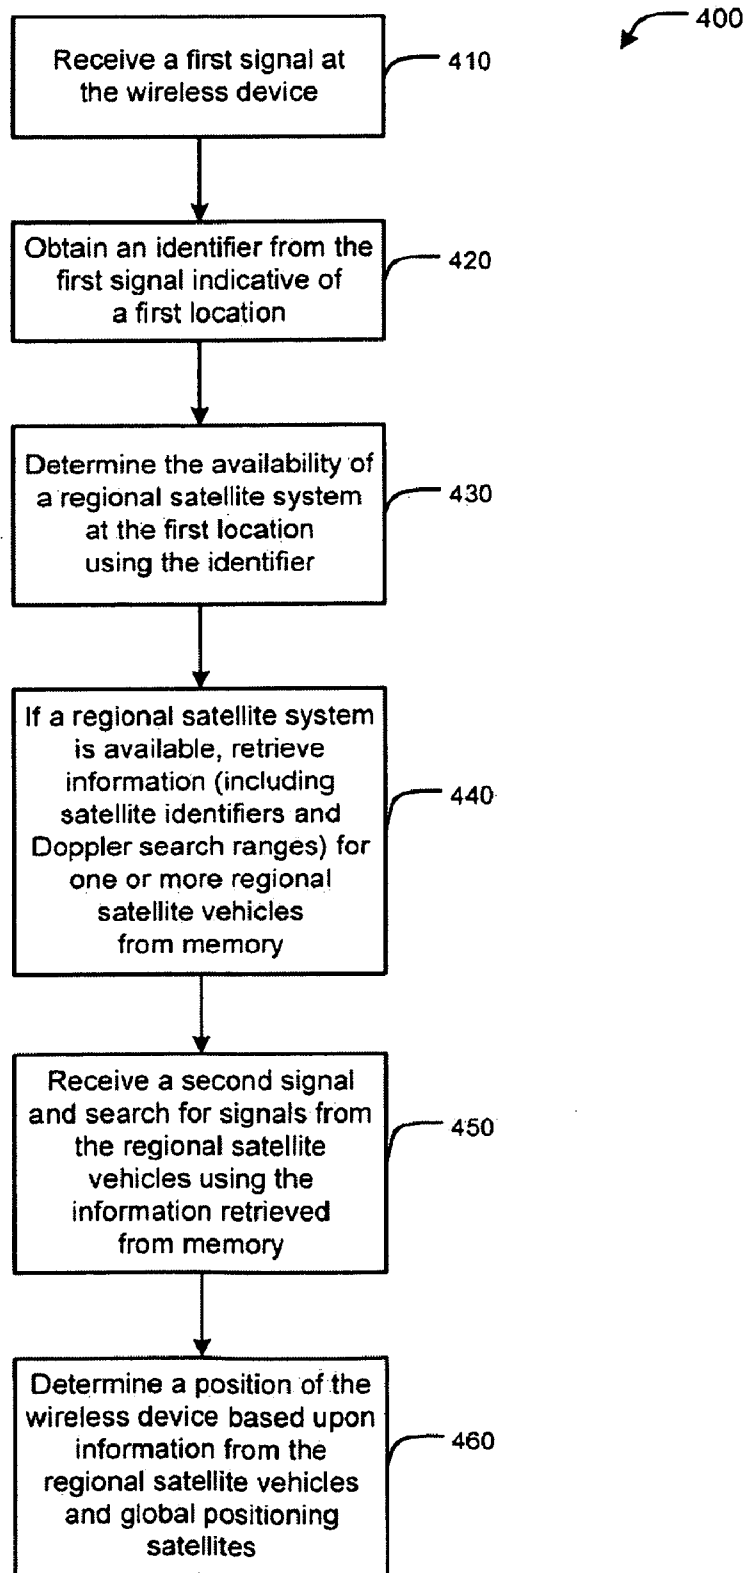 400
Receive a first signal at
the wireless device
410
Obtain an identifier from the
first signal indicative of
a first location
420
Determine the availability of
a regional satellite system
at the first location
using the identifier
430
If a regional satellite system
is available, retrieve
information (including
satellite identifiers and
Doppler search ranges) for
one or more regional
satellite vehicles
from memory
440
Receive a second signal
and search for signals from
the regional satellite
vehicles using the
information retrieved
from memory
450
Determine a position of the
wireless device based upon
information from the
regional satellite vehicles
and global positioning
satellites
460